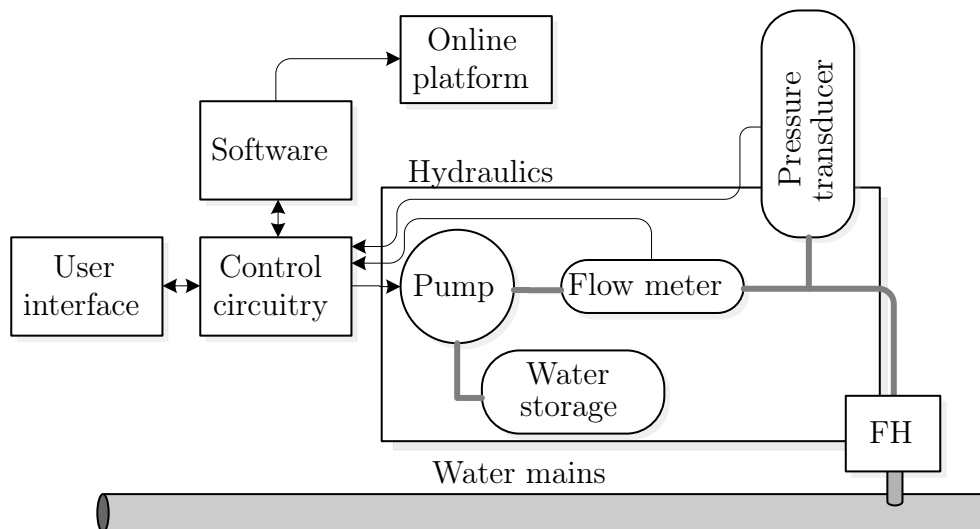 Online
platform
Pressure
transducer
Software
Hydraulics
User
interface
Control
circuitry
Pump
Flow meter
Water
storage
FH
Water mains